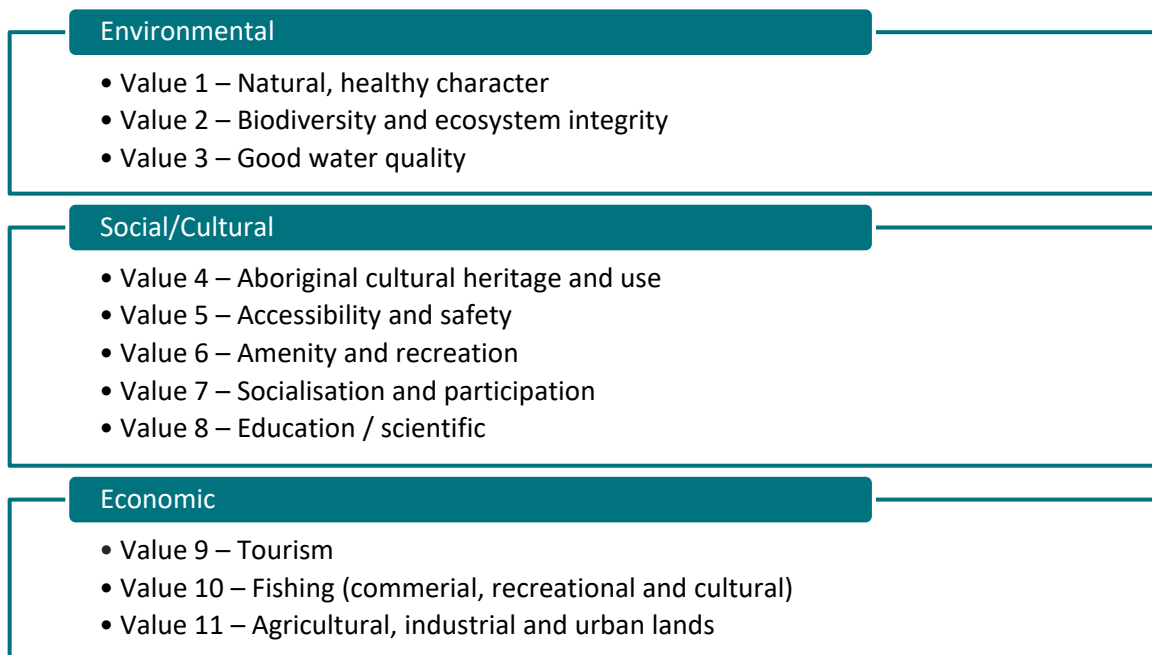 Environmental
• Value 1 – Natural, healthy character
• Value 2 – Biodiversity and ecosystem integrity
• Value 3 – Good water quality
Social/Cultural
• Value 4 – Aboriginal cultural heritage and use
• Value 5 – Accessibility and safety
• Value 6 – Amenity and recreation
• Value 7 – Socialisation and participation
• Value 8 – Education / scientific
Economic
• Value 9 – Tourism
• Value 10 – Fishing (commerial, recreational and cultural)
• Value 11 – Agricultural, industrial and urban lands